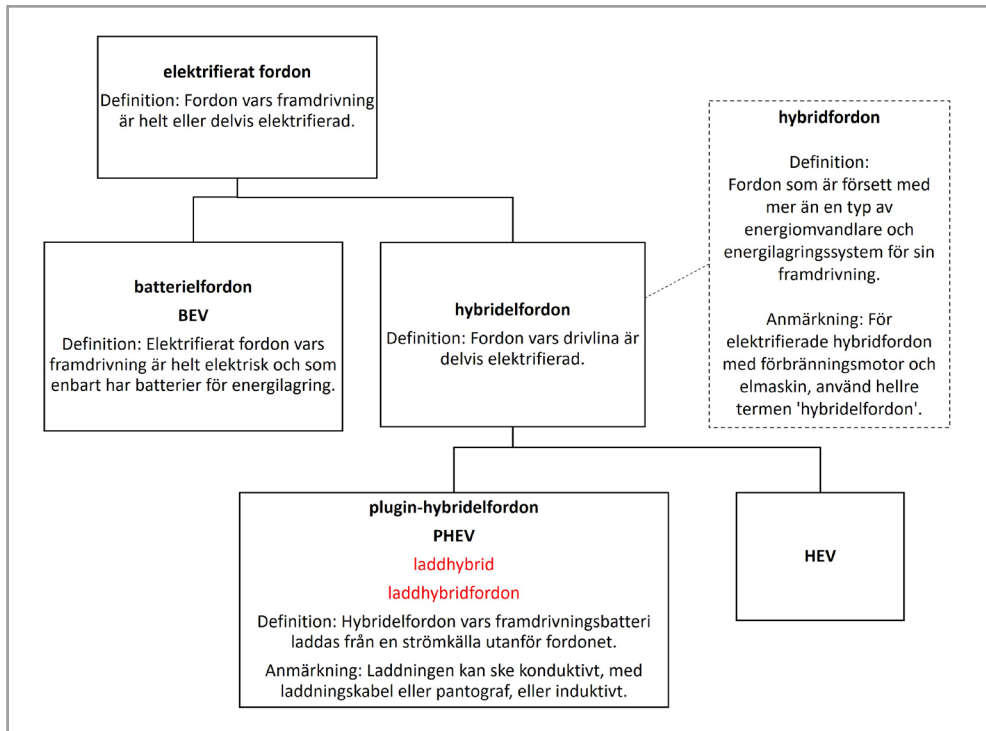 elektrifierat fordon
Definition: Fordon vars framdrivning
är helt eller delvis elektrifierad.
hybridfordon
Definition:
Fordon som är försett med
mer än en typ av
energiomvandlare och
energilagringssystem för sin
framdrivning.
Anmärkning: För
elektrifierade hybridfordon
med förbränningsmotor och
elmaskin, använd hellre
termen 'hybridelfordon'.
batterielfordon
BEV
Definition: Elektrifierat fordon vars
framdrivning är helt elektrisk och som
enbart har batterier för energilagring.
hybridelfordon
Definition: Fordon vars drivlina är
delvis elektrifierad.
plugin-hybridelfordon
PHEV
laddhybrid
laddhybridfordon
Definition: Hybridelfordon vars framdrivningsbatteri
laddas från en strömkälla utanför fordonet.
Anmärkning: Laddningen kan ske konduktivt, med
laddningskabel eller pantograf, eller induktivt.
HEV